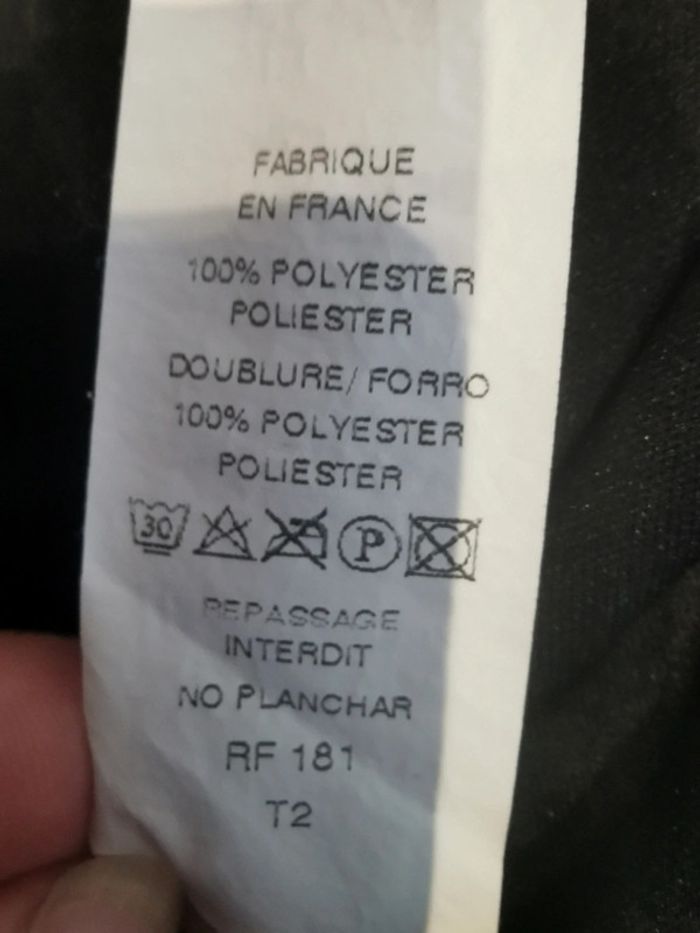 FABRIQUE
EN FRANCE
100% POLYESTER
POLIESTER
DOUBLURE/ FORRO
100% POLYESTER
POLIESTER
30 P
REPASSAGE
INTERDIT
NO PLANCHAR
RF 181
T2